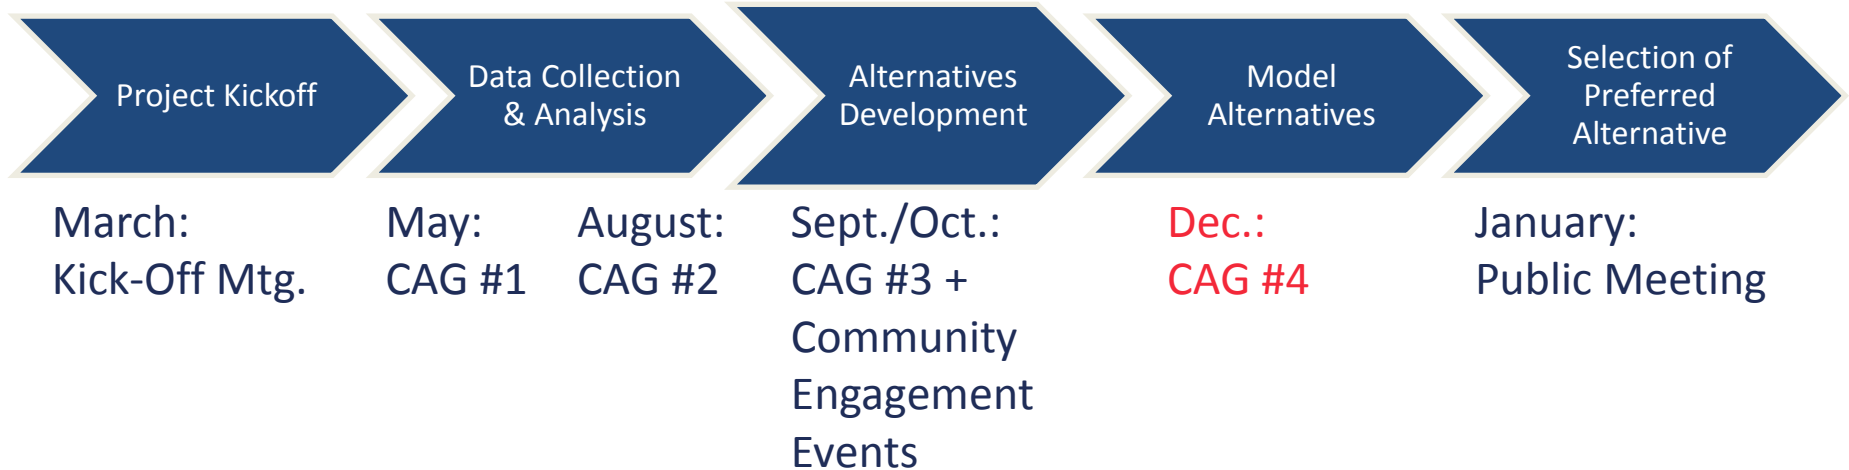 Project Kickoff
Data Collection
& Analysis
Alternatives
Development
Model
Alternatives
Selection of
Preferred
Alternative
March:
Kick-Off Mtg.
May:
CAG #1
August:
CAG #2
Sept./Oct.:
CAG #3 +
Community
Engagement
Events
Dec.:
CAG #4
January:
Public Meeting